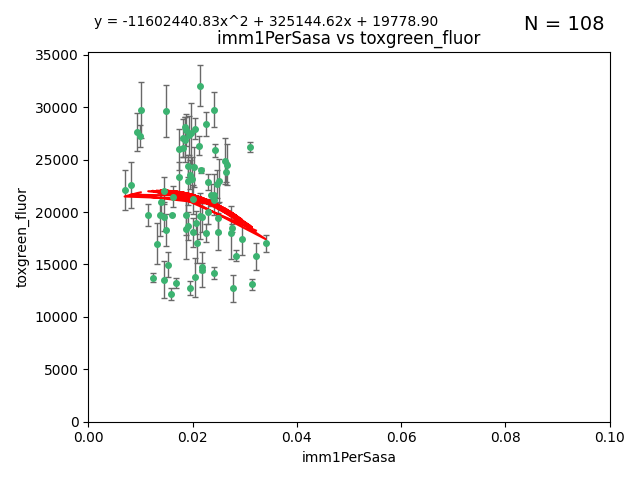 y = -11602440.83x^2 + 325144.62x + 19778.90
N = 108
imm1PerSasa vs toxgreen_fluor
35000
30000
25000
20000
15000
10000
5000
0
toxgreen_fluor
0.00 0.02 0.04 0.06 0.08 0.10
imm1PerSasa